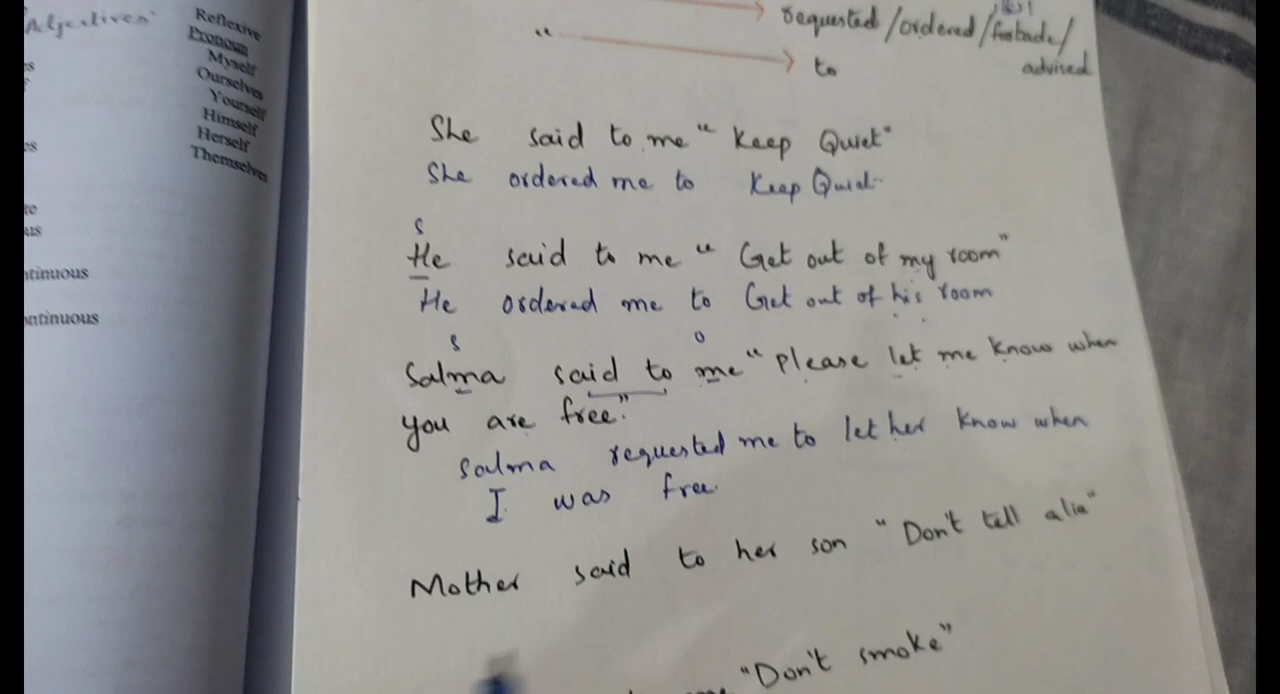 Adjectives
Reflexive
Pronoun
Myself
Ourselves
Yourself
Himself
Herself
Themselves
es
us
ntinuous
ontinuous
requested/ordered/forbade/
advised
" to
She said to me " Keep Quiet"
She ordered me to Keep Quiet.
S
He said to me " Get out of my room"
He ordered me to Get out of his room
S O
Salma said to me " Please let me know when
you are free."
Salma requested me to let her know when
I was free.
Mother said to her son " Don't tell a lie"
"Don't smoke"